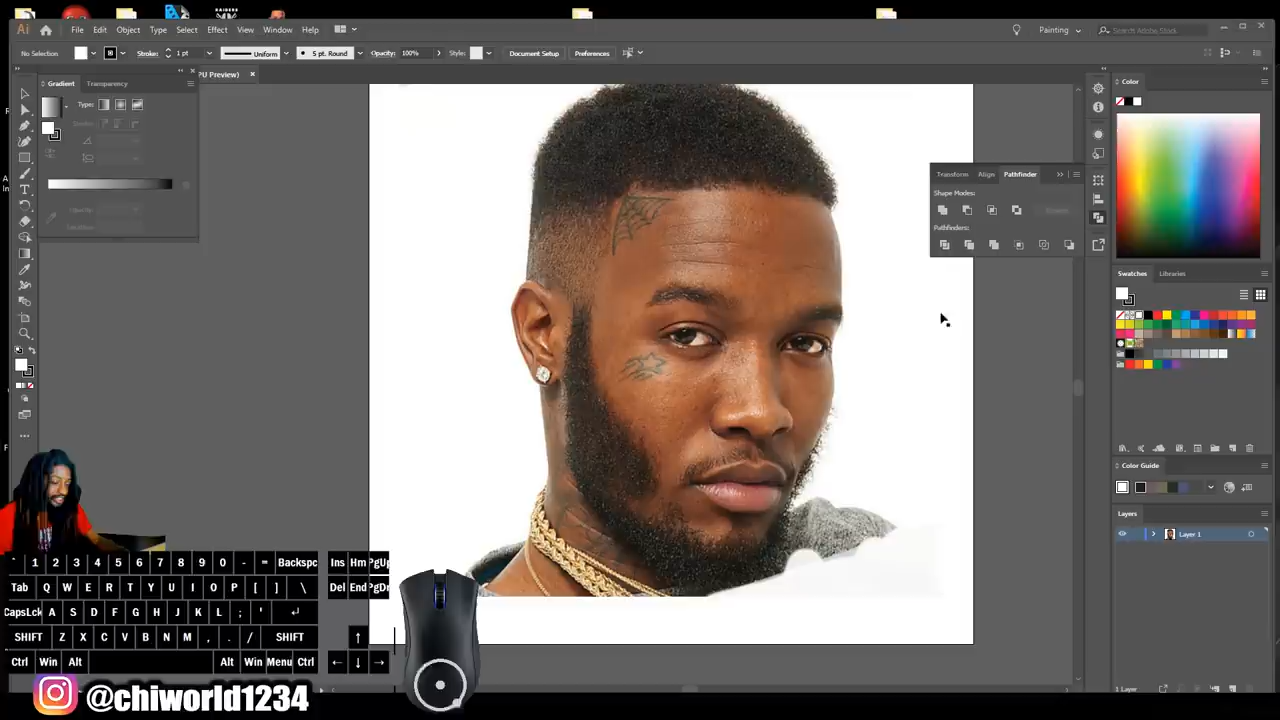 RAIDERS
Ai File Edit Object Type Select Effect View Window Help Painting Search Adobe Stock
No Selection Stroke: 1 pt Uniform 5 pt. Round Opacity: 100% Style: Document Setup Preferences
PU Preview)
Gradient Transparency
Type:
Color
Transform Align Pathfinder
Shape Modes:
Pathfinders:
Swatches Libraries
Color Guide
Layers
Layer 1
1 Layer
1 2 3 4 5 6 7 8 9 0 - = Backspc
Ins Hm PgUp
Tab Q W E R T Y U I O P [ ] \
Del End PgDn
CapsLck A S D F G H J K L ; ' ↵
SHIFT Z X C V B N M , . / SHIFT
↑
Ctrl Win Alt Alt Win Menu Ctrl
← ↓ →
@chiworld1234